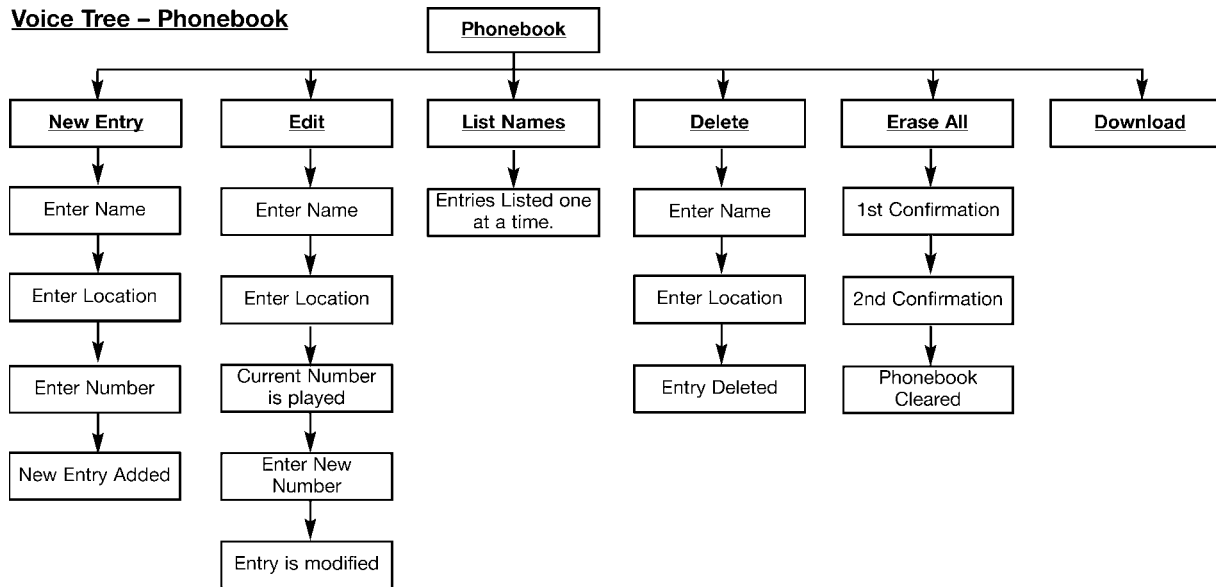 Voice Tree – Phonebook
Phonebook
New Entry
Edit
List Names
Delete
Erase All
Download
Enter Name
Enter Name
Entries Listed one
at a time.
Enter Name
1st Confirmation
Enter Location
Enter Location
Enter Location
2nd Confirmation
Enter Number
Current Number
is played
Entry Deleted
Phonebook
Cleared
New Entry Added
Enter New
Number
Entry is modified